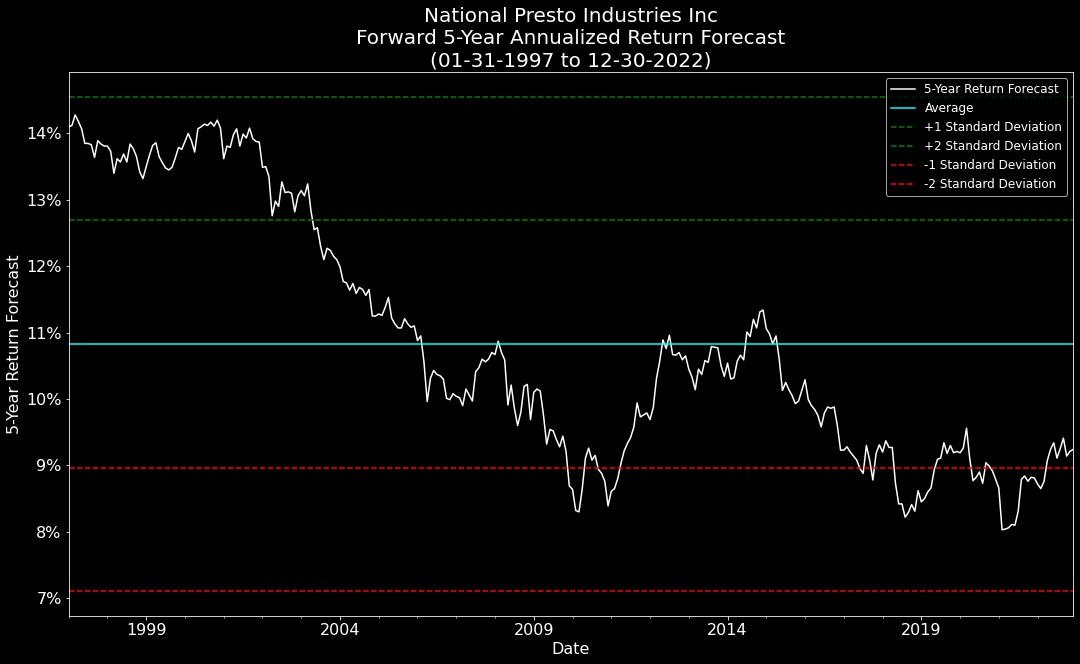 National Presto Industries Inc
Forward 5-Year Annualized Return Forecast
(01-31-1997 to 12-30-2022)
5-Year Return Forecast
Average
+1 Standard Deviation
+2 Standard Deviation
-1 Standard Deviation
-2 Standard Deviation
5-Year Return Forecast
14%
13%
12%
11%
10%
9%
8%
7%
1999 2004 2009 2014 2019
Date